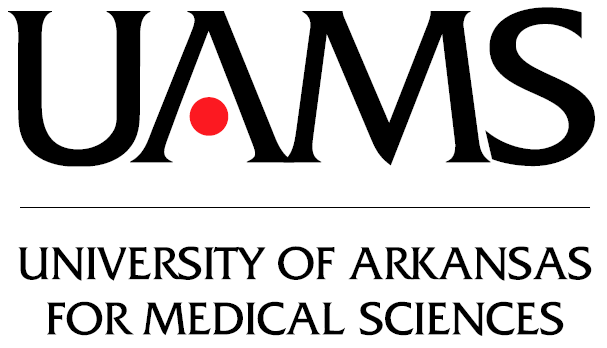 UAMS
UNIVERSITY OF ARKANSAS
FOR MEDICAL SCIENCES